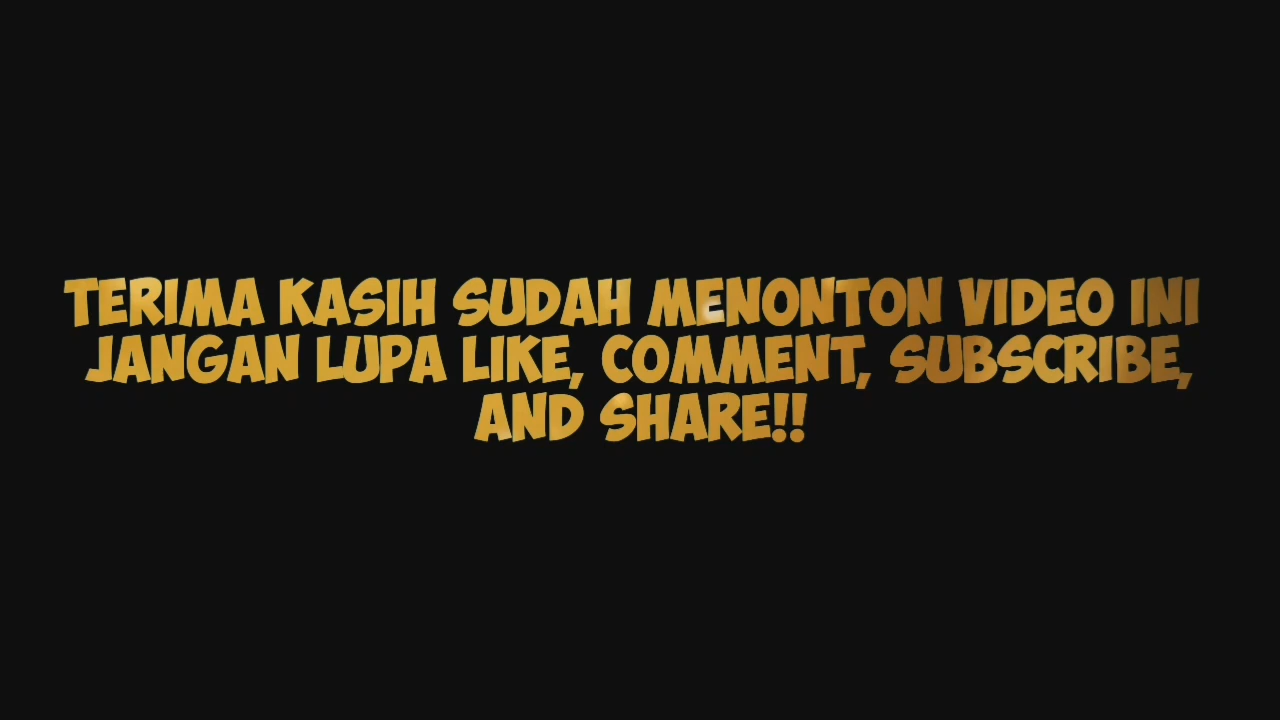 TERIMA KASIH SUDAH MENONTON VIDEO INI
JANGAN LUPA LIKE, COMMENT, SUBSCRIBE,
AND SHARE!!